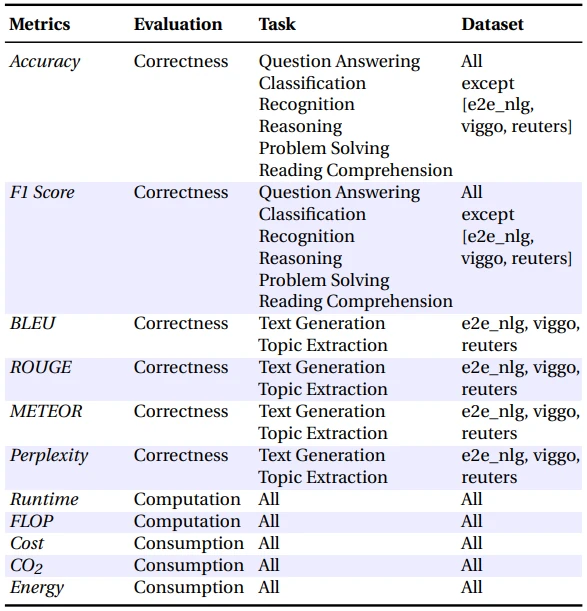 Metrics Evaluation Task Dataset
Accuracy Correctness Question Answering All
Classification except
Recognition [e2e_nlg,
Reasoning viggo, reuters]
Problem Solving
Reading Comprehension
F1 Score Correctness Question Answering All
Classification except
Recognition [e2e_nlg,
Reasoning viggo, reuters]
Problem Solving
Reading Comprehension
BLEU Correctness Text Generation e2e_nlg, viggo,
Topic Extraction reuters
ROUGE Correctness Text Generation e2e_nlg, viggo,
Topic Extraction reuters
METEOR Correctness Text Generation e2e_nlg, viggo,
Topic Extraction reuters
Perplexity Correctness Text Generation e2e_nlg, viggo,
Topic Extraction reuters
Runtime Computation All All
FLOP Computation All All
Cost Consumption All All
CO2 Consumption All All
Energy Consumption All All